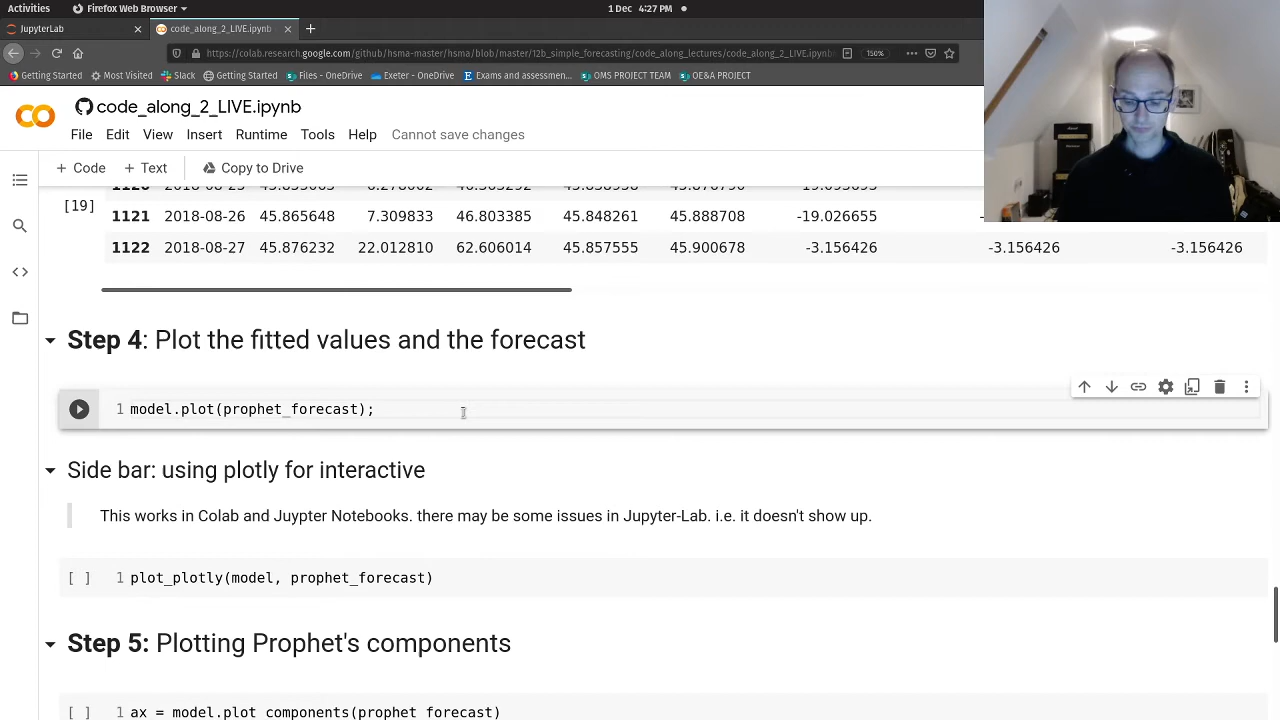 Activities Firefox Web Browser 1 Dec 4:27 PM
JupyterLab code_along_2_LIVE.ipynb
https://colab.research.google.com/github/hsma-master/hsma/blob/master/12b_simple_forecasting/code_along_lectures/code_along_2_LIVE.ipynb 150%
Getting Started Most Visited Slack Getting Started Files - OneDrive Exeter - OneDrive Exams and assessmen... OMS PROJECT TEAM OE&A PROJECT
code_along_2_LIVE.ipynb
File Edit View Insert Runtime Tools Help Cannot save changes
+ Code + Text Copy to Drive
[19] 1121 2018-08-26 45.865648 7.309833 46.803385 45.848261 45.888708 -19.026655
1122 2018-08-27 45.876232 22.012810 62.606014 45.857555 45.900678 -3.156426 -3.156426 -3.156426
Step 4: Plot the fitted values and the forecast
1 model.plot(prophet_forecast);
Side bar: using plotly for interactive
This works in Colab and Juypter Notebooks. there may be some issues in Jupyter-Lab. i.e. it doesn't show up.
[ ] 1 plot_plotly(model, prophet_forecast)
Step 5: Plotting Prophet's components
[ ] 1 ax = model.plot_components(prophet_forecast)